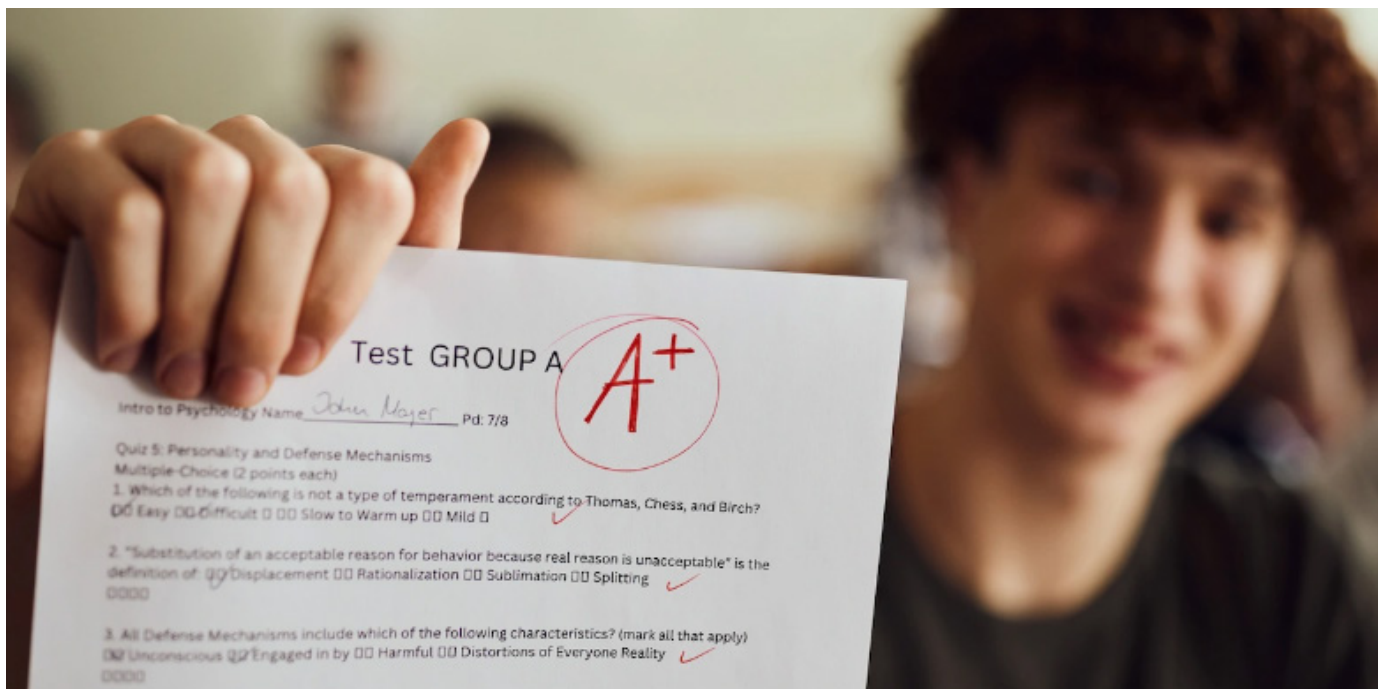 Test GROUP A
A+
Intro to Psychology Name John Mayer Pd: 7/8
Quiz 5: Personality and Defense Mechanisms
Multiple-Choice (2 points each)
1. Which of the following is not a type of temperament according to Thomas, Chess, and Birch?
▯▯ Easy ▯▯ Difficult ▯ ▯▯ Slow to Warm up ▯▯ Mild ▯
2. "Substitution of an acceptable reason for behavior because real reason is unacceptable" is the
definition of: ▯▯ Displacement ▯▯ Rationalization ▯▯ Sublimation ▯▯ Splitting
▯▯▯▯
3. All Defense Mechanisms include which of the following characteristics? (mark all that apply)
▯▯ Unconscious ▯▯ Engaged in by ▯▯ Harmful ▯▯ Distortions of Everyone Reality
▯▯▯▯